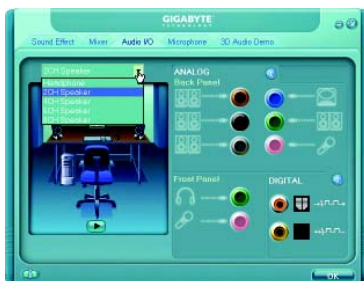 GIGABYTE
TECHNOLOGY
Sound Effect Mixer Audio I/O Microphone 3D Audio Demo
2CH Speaker
Headphone
2CH Speaker
4CH Speaker
6CH Speaker
8CH Speaker
ANALOG
Back Panel
Front Panel
DIGITAL
OK